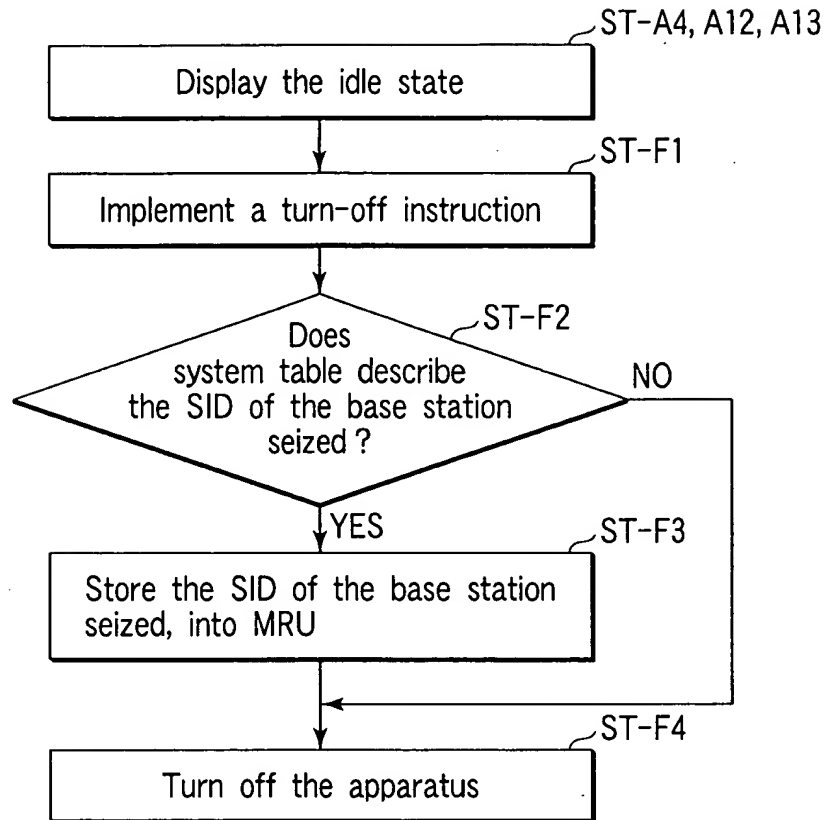 ST-A4, A12, A13
Display the idle state
ST-F1
Implement a turn-off instruction
ST-F2
Does
system table describe
the SID of the base station
seized ?
NO
YES
ST-F3
Store the SID of the base station
seized, into MRU
ST-F4
Turn off the apparatus